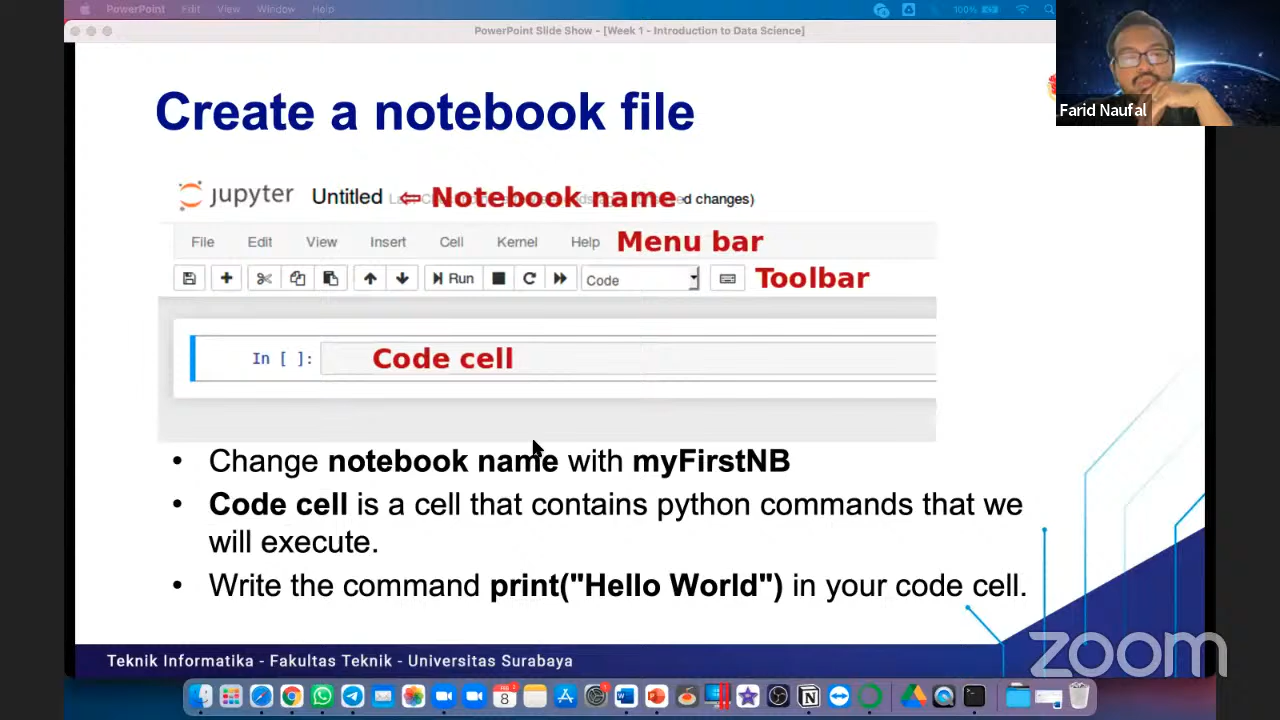 PowerPoint Edit View Window Help 100%
PowerPoint Slide Show - [Week 1 - Introduction to Data Science]
Farid Naufal
Create a notebook file
jupyter Untitled ⇦ Notebook name d changes)
File Edit View Insert Cell Kernel Help Menu bar
Run Code Toolbar
In [ ]: Code cell
• Change notebook name with myFirstNB
• Code cell is a cell that contains python commands that we
will execute.
• Write the command print("Hello World") in your code cell.
Teknik Informatika - Fakultas Teknik - Universitas Surabaya
zoom
8